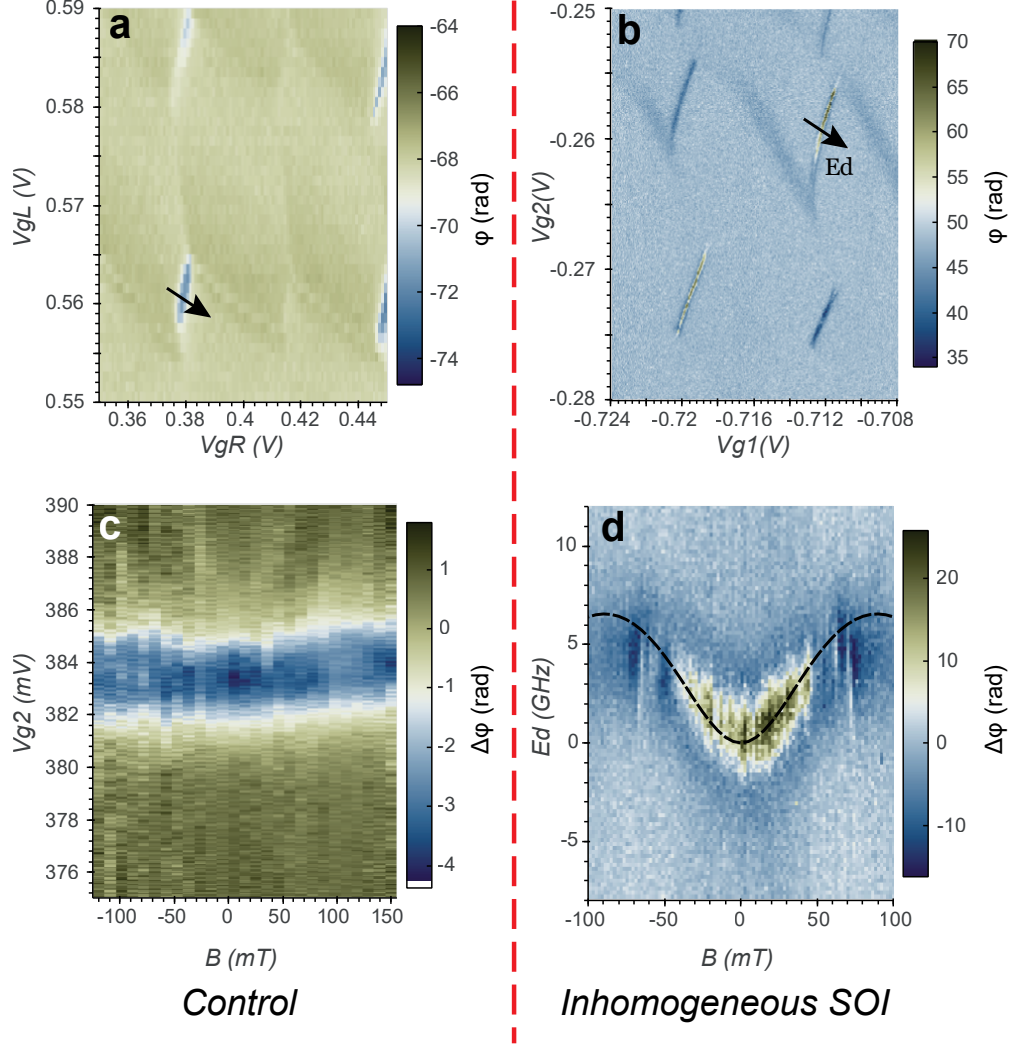 a
0.59
0.58
0.57
0.56
0.55
VgL (V)
0.36 0.38 0.4 0.42 0.44
VgR (V)
-64
-66
-68
-70
-72
-74
φ (rad)
b
-0.25
-0.26
-0.27
-0.28
Vg2(V)
Ed
-0.724 -0.72 -0.716 -0.712 -0.708
Vg1(V)
70
65
60
55
50
45
40
35
φ (rad)
c
390
388
386
384
382
380
378
376
Vg2 (mV)
-100 -50 0 50 100 150
B (mT)
1
0
-1
-2
-3
-4
Δφ (rad)
Control
d
10
5
0
-5
Ed (GHz)
-100 -50 0 50 100
B (mT)
20
10
0
-10
Δφ (rad)
Inhomogeneous SOI